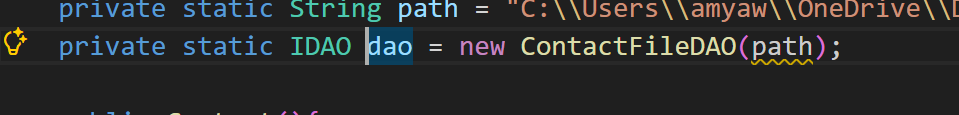 private static String path = "C:\\Users\\amyaw\\OneDrive\\
private static IDAO dao = new ContactFileDAO(path);